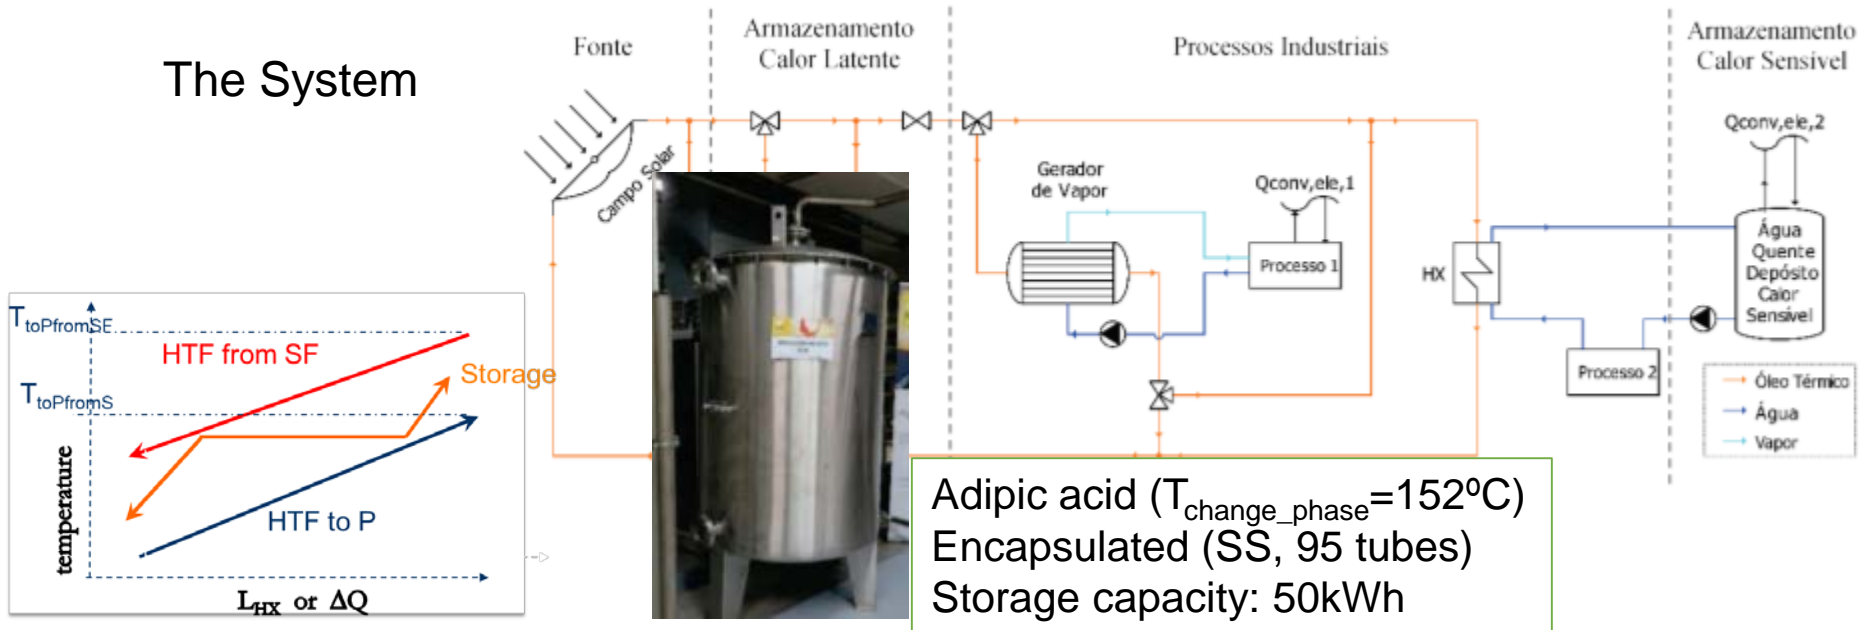 The System
Fonte
Armazenamento
Calor Latente
Processos Industriais
Armazenamento
Calor Sensível
Campo Solar
Gerador
de Vapor
Qconv,ele,1
Processo 1
HX
Qconv,ele,2
Água
Quente
Depósito
Calor
Sensível
Processo 2
Óleo Térmico
Água
Vapor
TtoPfromSF
HTF from SF
Storage
TtoPfromS
HTF to P
temperature
LHX or ΔQ
Adipic acid (Tchange_phase=152ºC)
Encapsulated (SS, 95 tubes)
Storage capacity: 50kWh